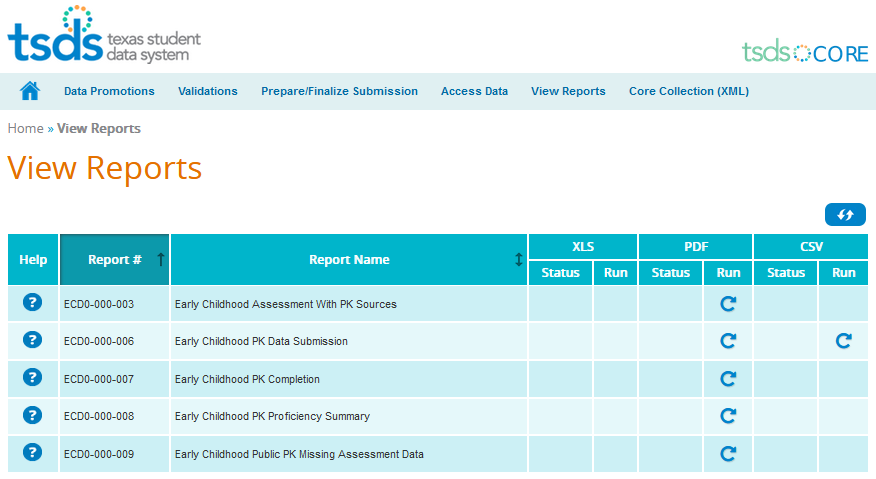 tsds texas student
data system
tsds CORE
Data Promotions Validations Prepare/Finalize Submission Access Data View Reports Core Collection (XML)
Home » View Reports
View Reports
Help Report # Report Name XLS PDF CSV
Status Run Status Run Status Run
? ECD0-000-003 Early Childhood Assessment With PK Sources
? ECD0-000-006 Early Childhood PK Data Submission
? ECD0-000-007 Early Childhood PK Completion
? ECD0-000-008 Early Childhood PK Proficiency Summary
? ECD0-000-009 Early Childhood Public PK Missing Assessment Data